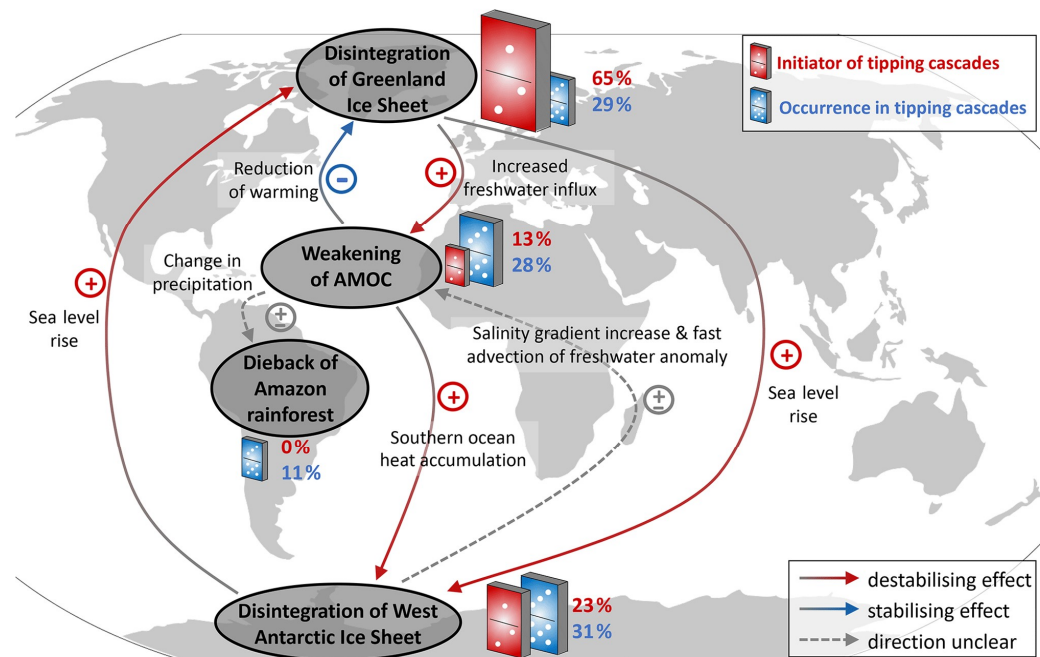 Disintegration
of Greenland
Ice Sheet
65%
29%
Initiator of tipping cascades
Occurrence in tipping cascades
Reduction
of warming
−
+
Increased
freshwater influx
Weakening
of AMOC
13%
28%
Change in
precipitation
±
+
Sea level
rise
Salinity gradient increase & fast
advection of freshwater anomaly
Dieback of
Amazon
rainforest
0%
11%
+
Southern ocean
heat accumulation
±
+
Sea level
rise
Disintegration of West
Antarctic Ice Sheet
23%
31%
destabilising effect
stabilising effect
direction unclear